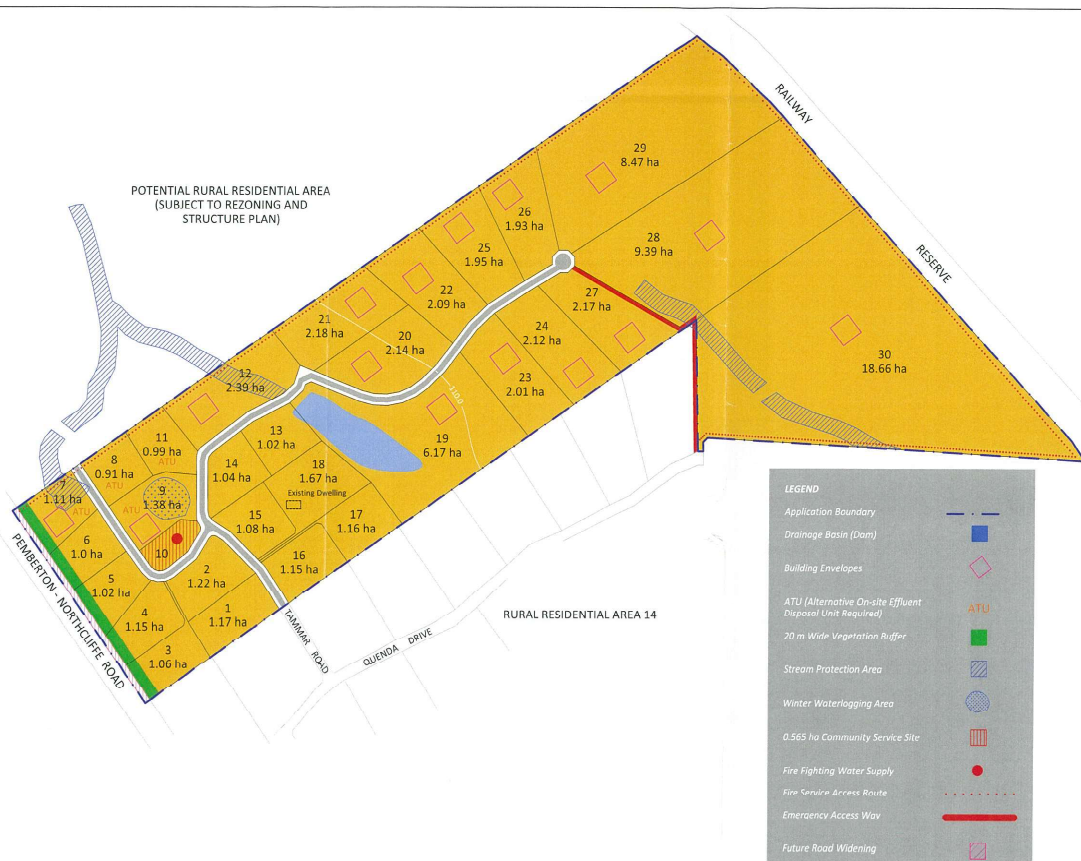 RAILWAY
RESERVE
POTENTIAL RURAL RESIDENTIAL AREA
(SUBJECT TO REZONING AND
STRUCTURE PLAN)
29
8.47 ha
28
9.39 ha
30
18.66 ha
26
1.93 ha
25
1.95 ha
22
2.09 ha
27
2.17 ha
24
2.12 ha
23
2.01 ha
21
2.18 ha
20
2.14 ha
110.0
19
6.17 ha
12
2.39 ha
13
1.02 ha
14
1.04 ha
18
1.67 ha
Existing Dwelling
17
1.16 ha
15
1.08 ha
16
1.15 ha
11
0.99 ha
ATU
8
0.91 ha
ATU
9
1.38 ha
7
1.11 ha
ATU
6
1.0 ha
10
5
1.02 ha
2
1.22 ha
4
1.15 ha
1
1.17 ha
3
1.06 ha
PEMBERTON - NORTHCLIFFE ROAD
TAMMAR ROAD
QUENDA DRIVE
RURAL RESIDENTIAL AREA 14
LEGEND
Application Boundary
Drainage Basin (Dam)
Building Envelopes
ATU (Alternative On-site Effluent
Disposal Unit Required)
ATU
20 m Wide Vegetation Buffer
Stream Protection Area
Winter Waterlogging Area
0.565 ha Community Service Site
Fire Fighting Water Supply
Fire Service Access Route
Emergency Access Way
Future Road Widening